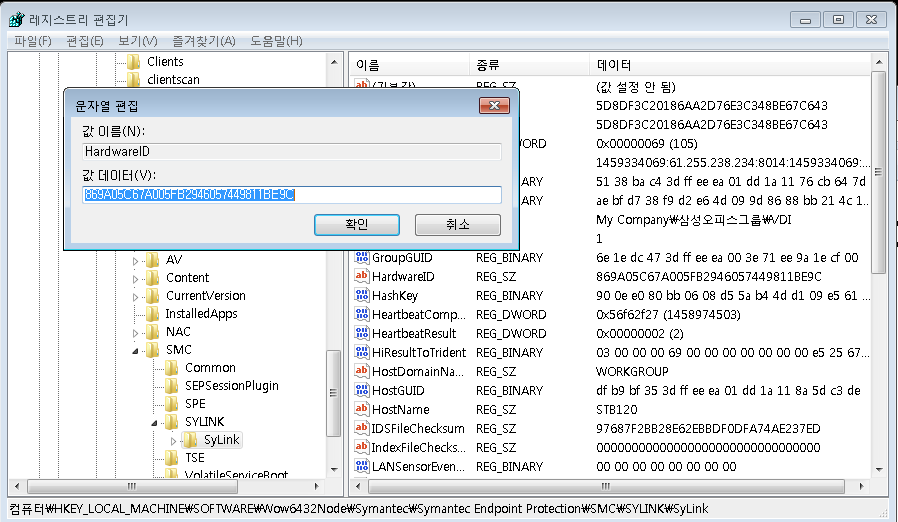 레지스트리 편집기
파일(F) 편집(E) 보기(V) 즐겨찾기(A) 도움말(H)
Clients
clientscan
AV
Content
CurrentVersion
InstalledApps
NAC
SMC
Common
SEPSessionPlugin
SPE
SYLINK
SyLink
TSE
VolatileServiceRoot
문자열 편집
값 이름(N):
HardwareID
값 데이터(V):
869A05C67A005FB2946057449811BE9C
확인 취소
이름 종류 데이터
(기본값) REG_SZ (값 설정 안 됨)
5D8DF3C20186AA2D76E3C348BE67C643
5D8DF3C20186AA2D76E3C348BE67C643
DWORD 0x00000069 (105)
1459334069:61.255.238.234:8014:1459334069:...
ARY 51 38 ba c4 3d ff ee ea 01 dd 1a 11 76 cb 64 7d
ARY ae bf d7 38 f9 d2 e6 4d 09 9d 86 88 bb 21 4c 1...
My Company₩삼성오피스그룹₩VDI
1
GroupGUID REG_BINARY 6e 1e dc 47 3d ff ee ea 00 3e 71 ee 9a 1e cf 00
HardwareID REG_SZ 869A05C67A005FB2946057449811BE9C
HashKey REG_BINARY 90 0e e0 80 bb 06 08 d5 5a b4 4d d1 09 e5 61 ...
HeartbeatComp... REG_DWORD 0x56f62f27 (1458974503)
HeartbeatResult REG_DWORD 0x00000002 (2)
HiResultToTrident REG_BINARY 03 00 00 00 69 00 00 00 00 00 00 00 e5 25 67...
HostDomainNa... REG_SZ WORKGROUP
HostGUID REG_BINARY df b9 bf 35 3d ff ee ea 01 dd 1a 11 8a 5d c3 de
HostName REG_SZ STB120
IDSFileChecksum REG_SZ 97687F2BB28E62EBBDF0DFA74AE237ED
IndexFileChecks... REG_SZ 00000000000000000000000000000000
LANSensorEven... REG_BINARY 00 00 00 00 00 00 00 00
컴퓨터₩HKEY_LOCAL_MACHINE₩SOFTWARE₩Wow6432Node₩Symantec₩Symantec Endpoint Protection₩SMC₩SYLINK₩SyLink